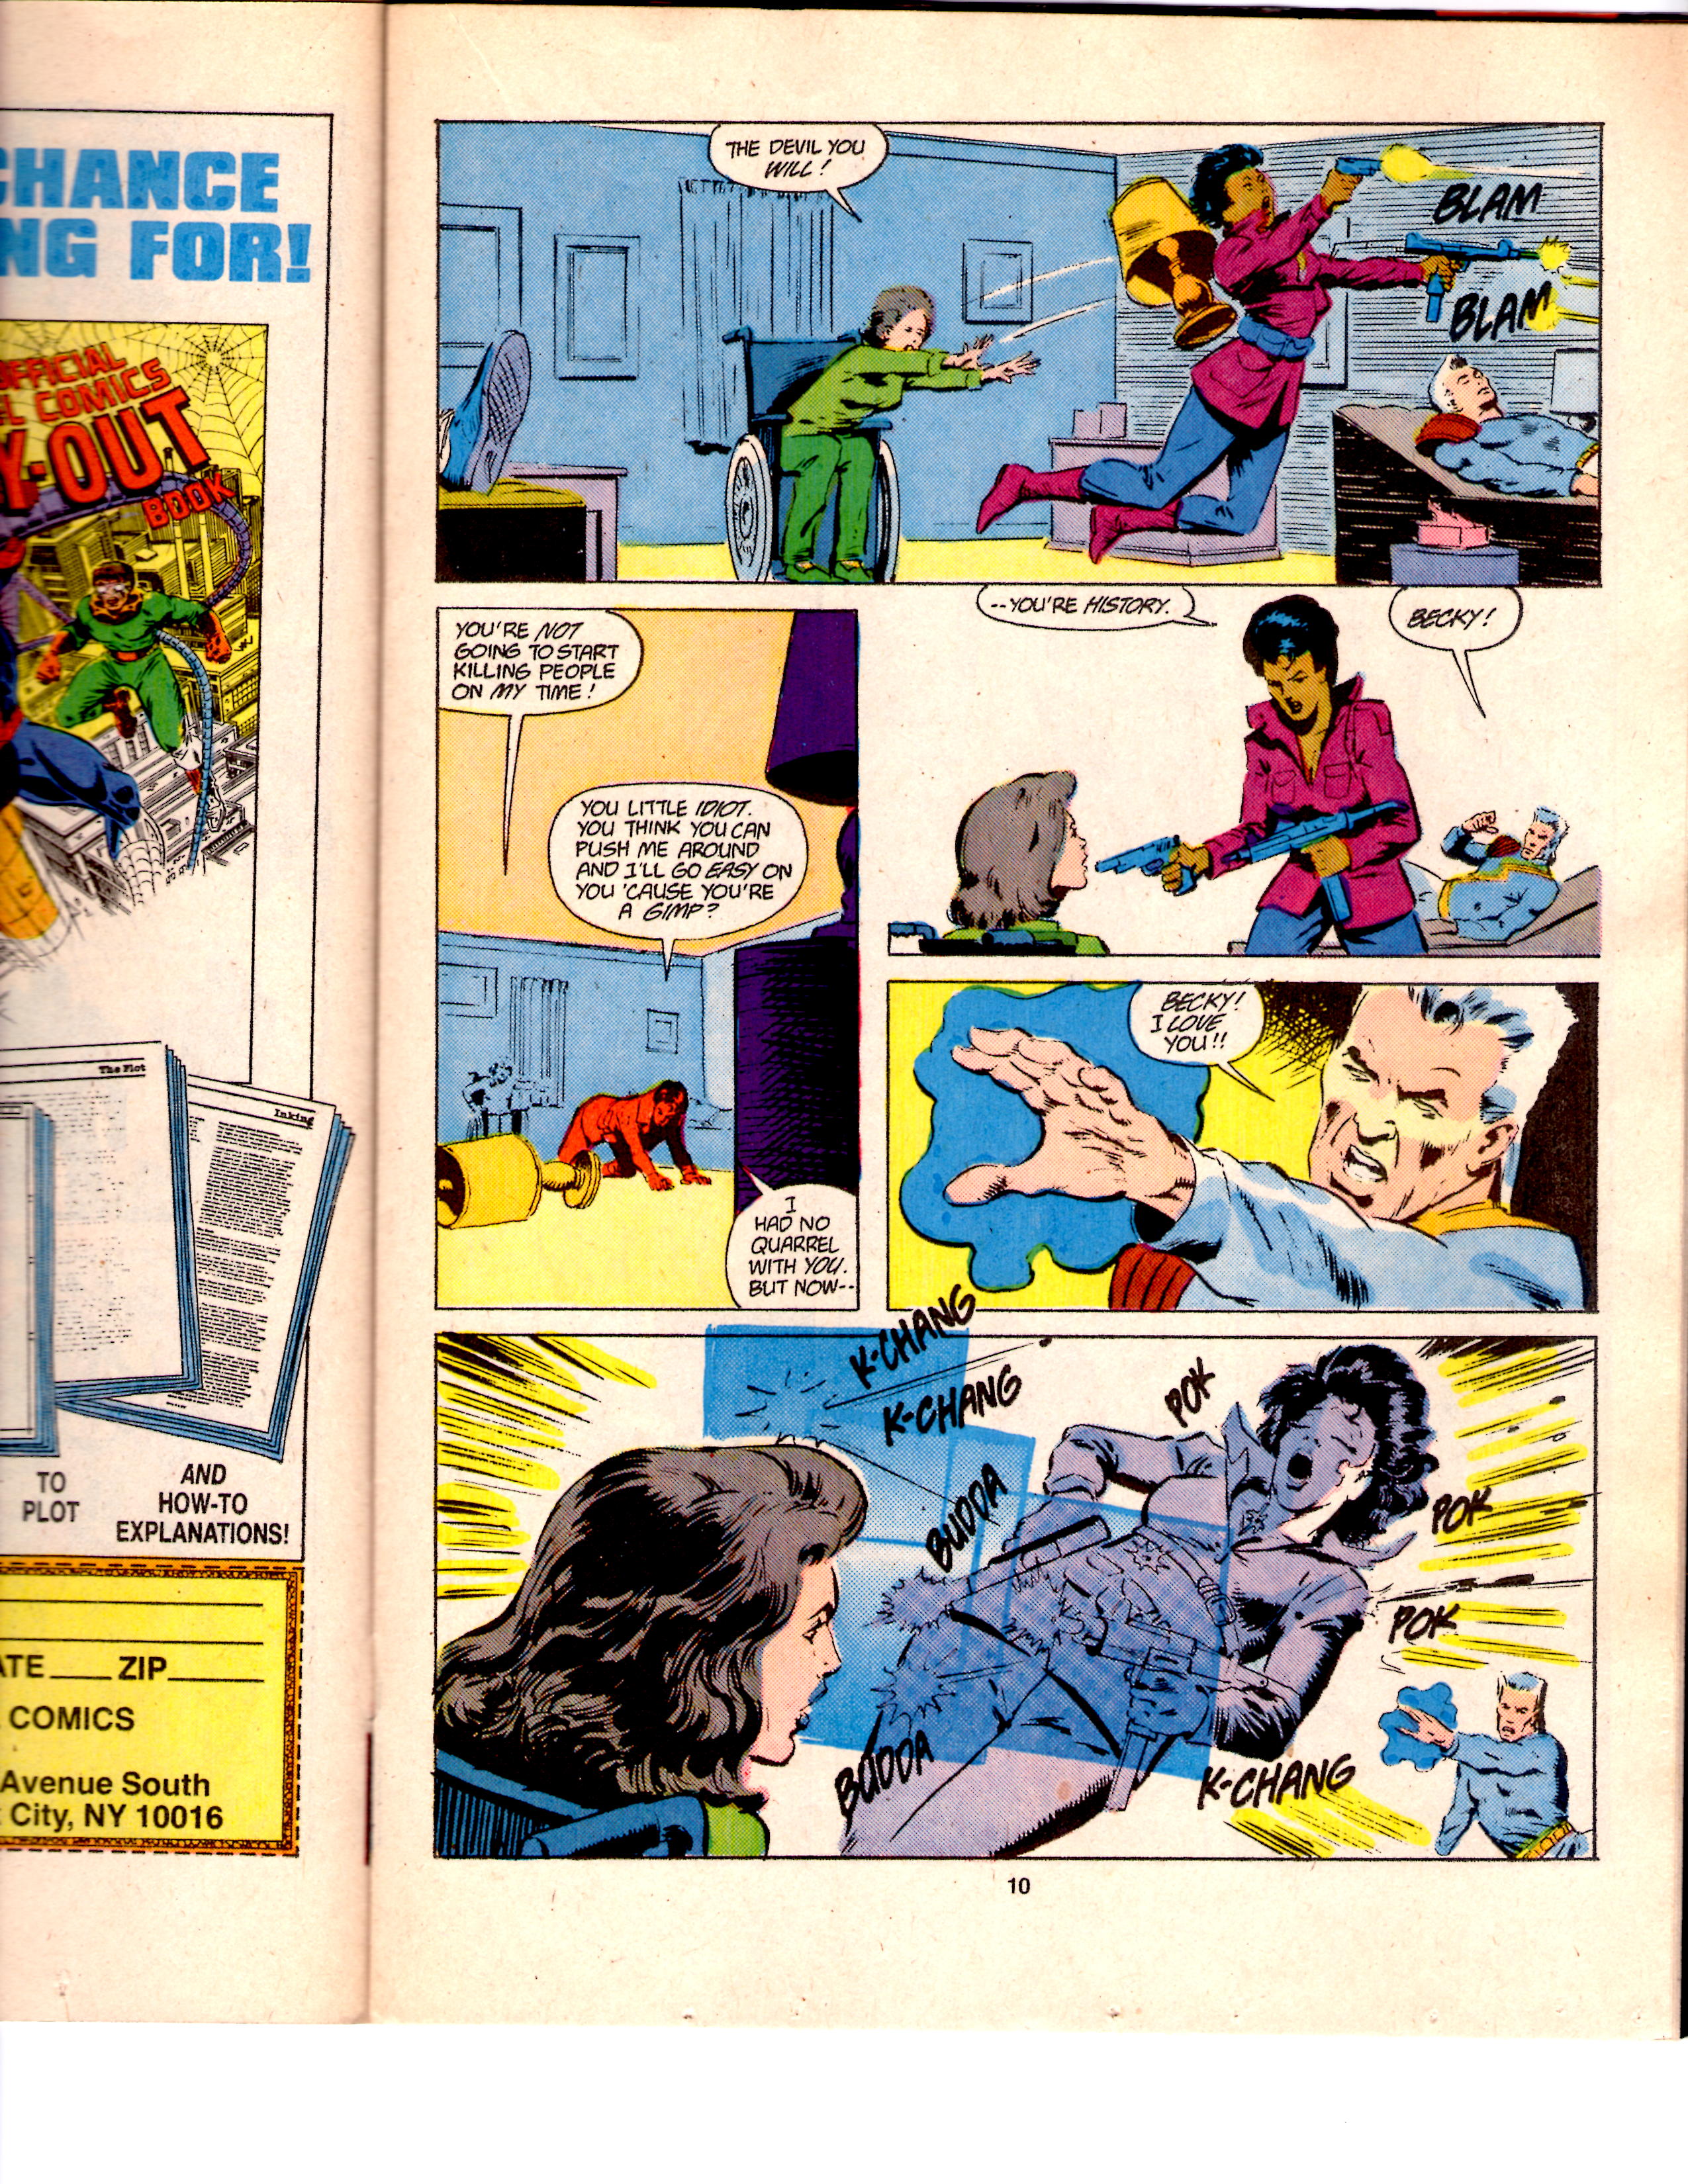 CHANCE
NG FOR!
OFFICIAL
L COMICS
Y-OUT
BOOK
The Plot
Inking
TO
PLOT
AND
HOW-TO
EXPLANATIONS!
ATE____ ZIP____
COMICS
Avenue South
City, NY 10016
THE DEVIL YOU
WILL!
BLAM
BLAM
YOU'RE NOT
GOING TO START
KILLING PEOPLE
ON MY TIME!
YOU LITTLE IDIOT.
YOU THINK YOU CAN
PUSH ME AROUND
AND I'LL GO EASY ON
YOU 'CAUSE YOU'RE
A GIMP?
I
HAD NO
QUARREL
WITH YOU.
BUT NOW--
--YOU'RE HISTORY.
BECKY!
BECKY!
I LOVE
YOU!!
K-CHANG
K-CHANG
POK
BUDDA
POK
POK
BUDDA
K-CHANG
10